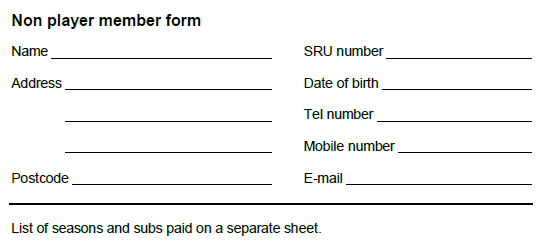 Non player member form
Name
SRU number
Address
Date of birth
Tel number
Mobile number
Postcode
E-mail
List of seasons and subs paid on a separate sheet.